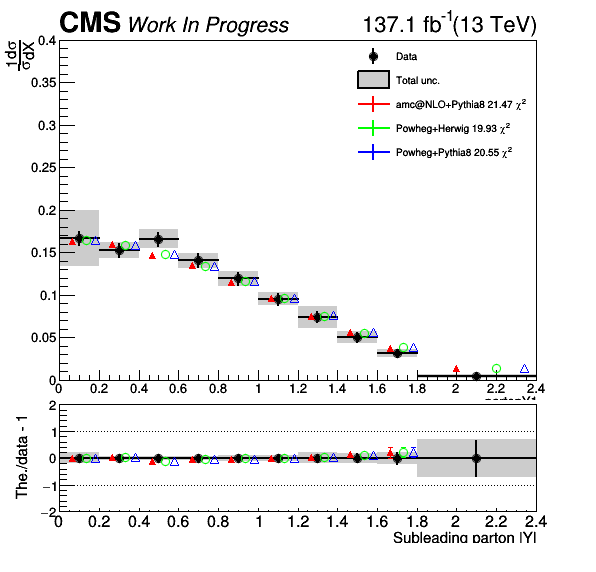 CMS Work In Progress 137.1 fb⁻¹(13 TeV)
1 dσ
σ dX
0.4
0.35
0.3
0.25
0.2
0.15
0.1
0.05
0
Data
Total unc.
amc@NLO+Pythia8 21.47 χ²
Powheg+Herwig 19.93 χ²
Powheg+Pythia8 20.55 χ²
0 0.2 0.4 0.6 0.8 1 1.2 1.4 1.6 1.8 2 2.2 2.4
The./data - 1
2
1
0
−1
−2
0 0.2 0.4 0.6 0.8 1 1.2 1.4 1.6 1.8 2 2.2 2.4
Subleading parton |Y|